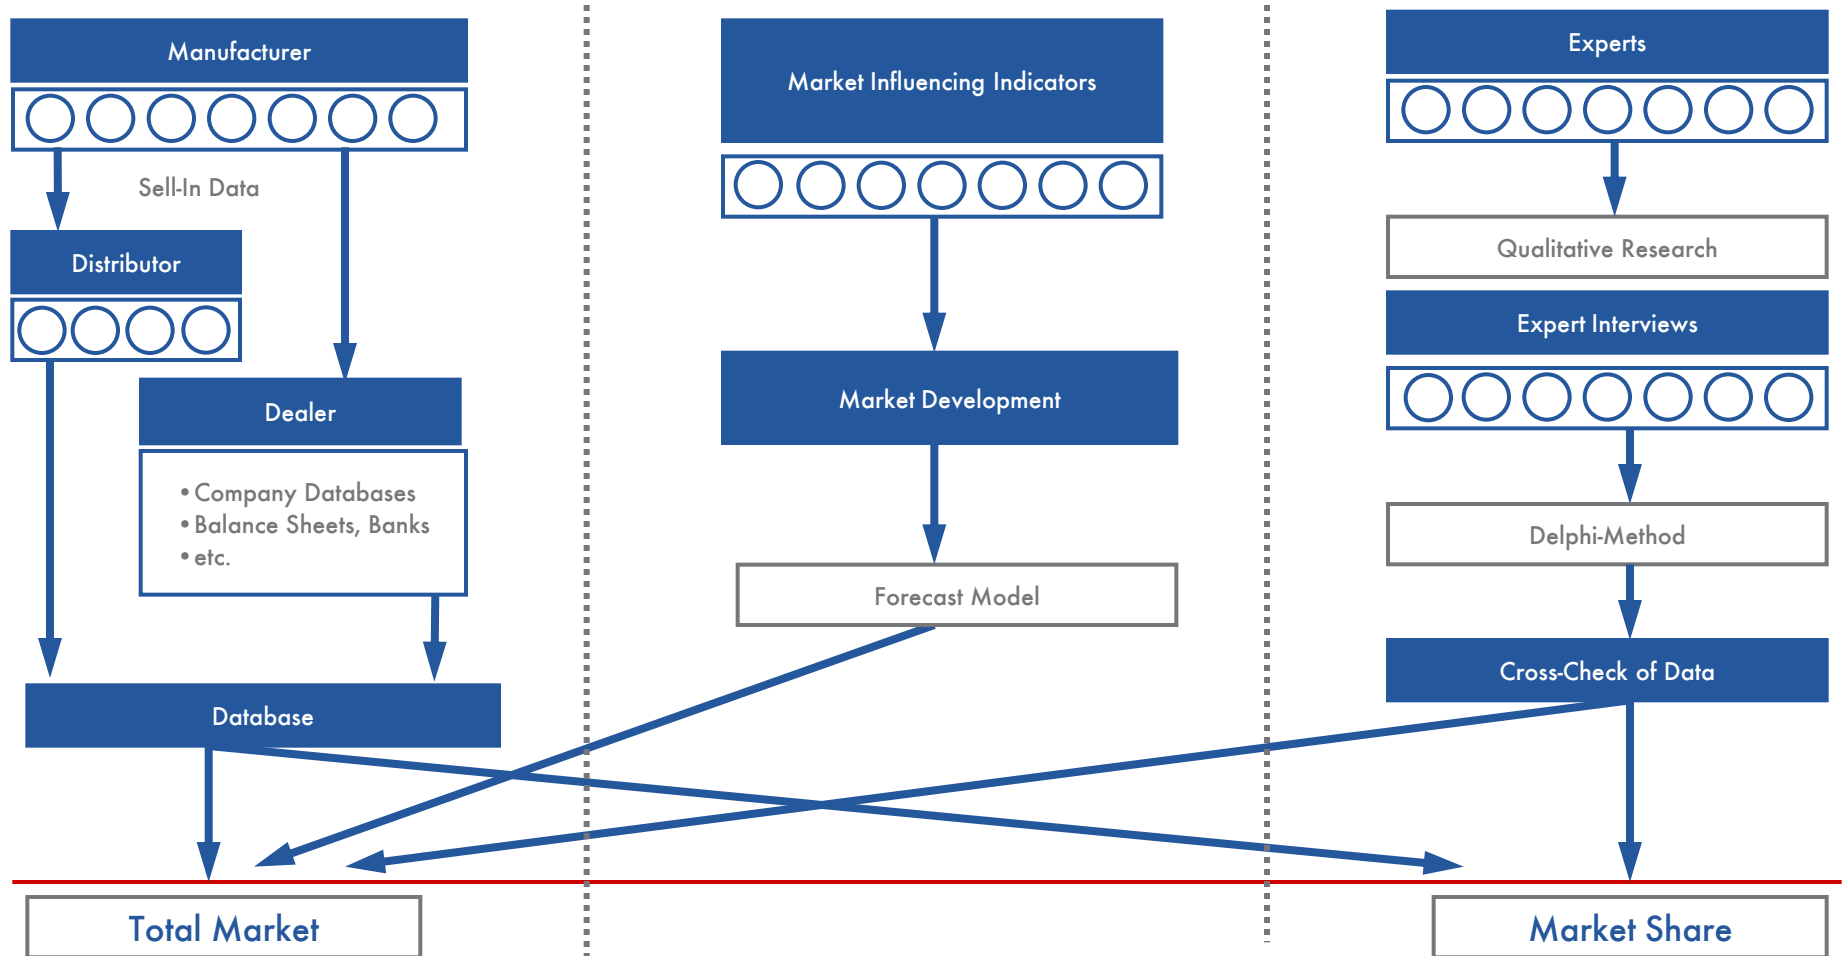 Manufacturer
Sell-In Data
Distributor
Dealer
•Company Databases
•Balance Sheets, Banks
•etc.
Database
Market Influencing Indicators
Market Development
Forecast Model
Experts
Qualitative Research
Expert Interviews
Delphi-Method
Cross-Check of Data
Total Market
Market Share